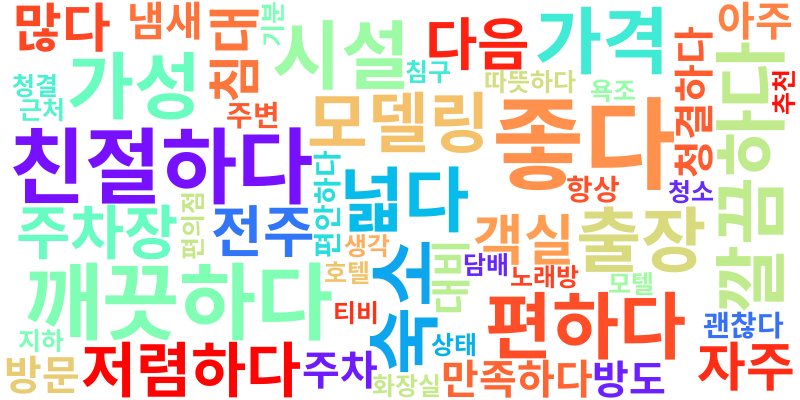 많다
냄새
침대
기분
시설
다음
가격
아주
청결
근처
가성
주변
침구
따뜻하다
욕조
청결하다
추천
깔끔하다
모델링
좋다
친절하다
편안하다
넓다
항상
청소
주차장
편의점
전주
생각
객실
출장
깨끗하다
호텔
숙소
대비
담배
노래방
모텔
티비
상태
편하다
괜찮다
지하
방문
저렴하다
주차
화장실
만족하다
방도
자주